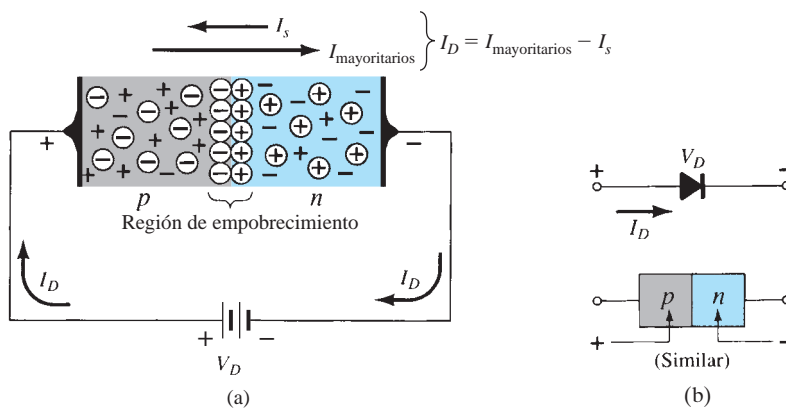 I_s
I_mayoritarios } I_D = I_mayoritarios − I_s
+ −
p n
Región de empobrecimiento
I_D I_D
+ −
V_D
(a)
V_D
+ −
I_D
p n
+ −
(Similar)
(b)